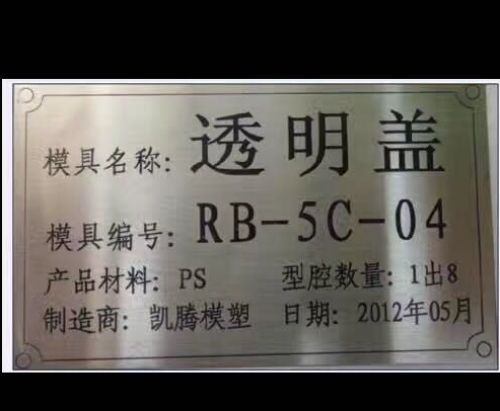 模具名称：透明盖
模具编号：RB-5C-04
产品材料：PS 型腔数量：1出8
制造商：凯腾模塑 日期：2012年05月